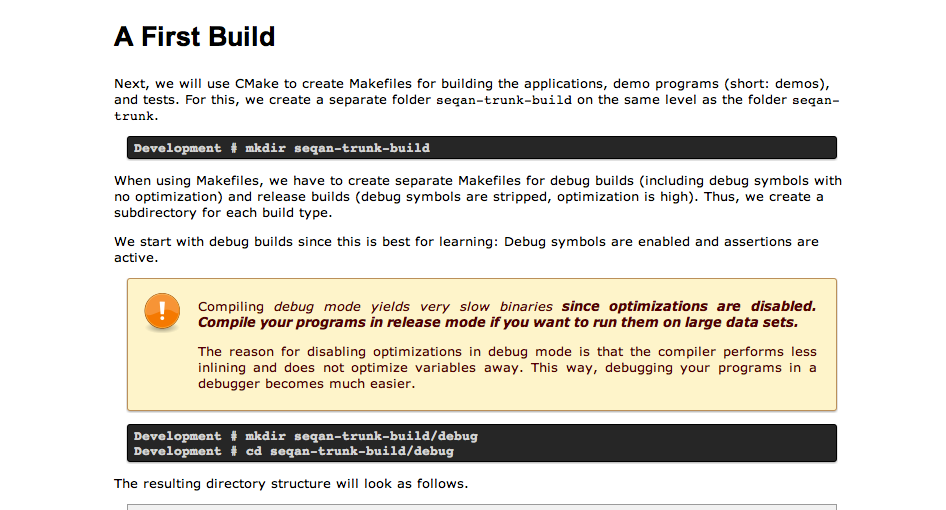 A First Build
Next, we will use CMake to create Makefiles for building the applications, demo programs (short: demos),
and tests. For this, we create a separate folder seqan-trunk-build on the same level as the folder seqan-
trunk.
Development # mkdir seqan-trunk-build
When using Makefiles, we have to create separate Makefiles for debug builds (including debug symbols with
no optimization) and release builds (debug symbols are stripped, optimization is high). Thus, we create a
subdirectory for each build type.
We start with debug builds since this is best for learning: Debug symbols are enabled and assertions are
active.
Compiling debug mode yields very slow binaries since optimizations are disabled.
Compile your programs in release mode if you want to run them on large data sets.
The reason for disabling optimizations in debug mode is that the compiler performs less
inlining and does not optimize variables away. This way, debugging your programs in a
debugger becomes much easier.
Development # mkdir seqan-trunk-build/debug
Development # cd seqan-trunk-build/debug
The resulting directory structure will look as follows.